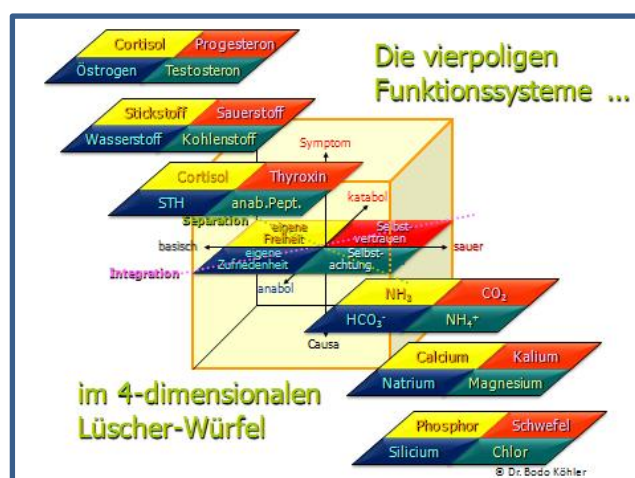 Cortisol Progesteron
Östrogen Testosteron
Die vierpoligen
Funktionssysteme ...
Stickstoff Sauerstoff
Wasserstoff Kohlenstoff
Symptom
Cortisol Thyroxin
STH anab.Pept.
katabol
Separation
eigene
Freiheit
Selbst-
vertrauen
basisch
sauer
eigene
Zufriedenheit
Selbst-
achtung
Integration
anabol
NH₃ CO₂
HCO₃⁻ NH₄⁺
Causa
Calcium Kalium
Natrium Magnesium
im 4-dimensionalen
Lüscher-Würfel
Phosphor Schwefel
Silicium Chlor
© Dr. Bodo Köhler